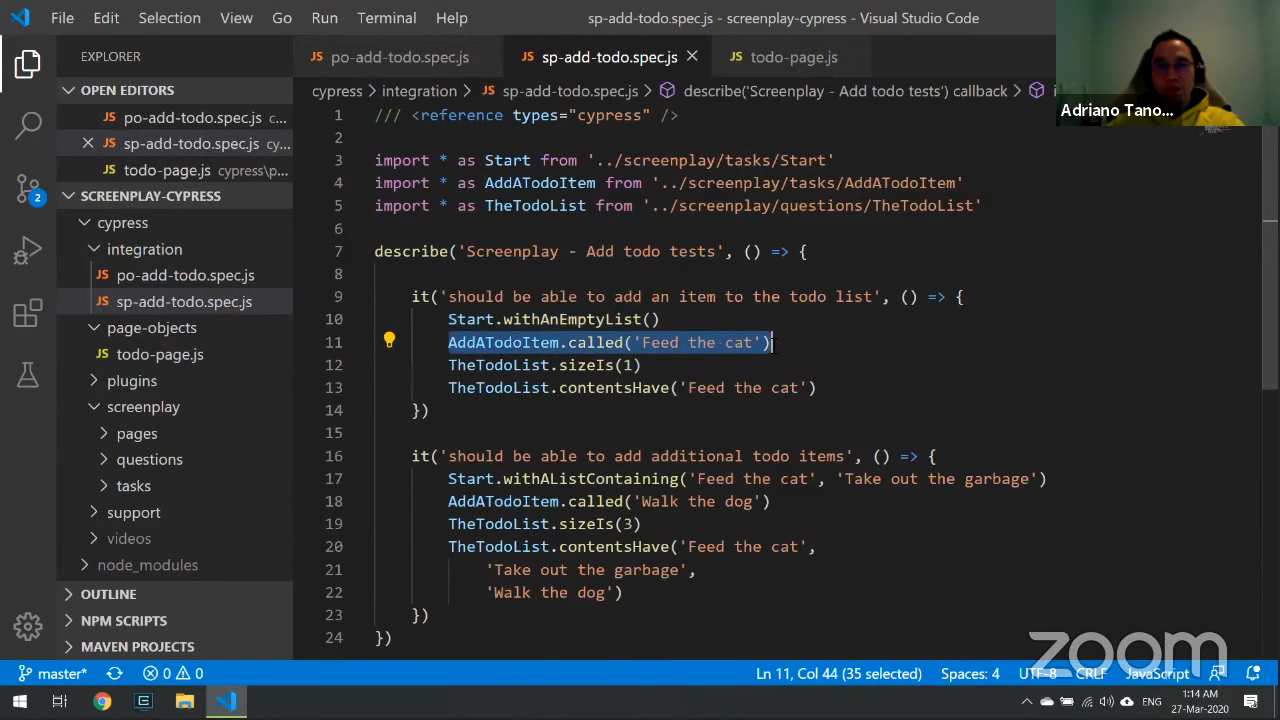 File Edit Selection View Go Run Terminal Help
sp-add-todo.spec.js - screenplay-cypress - Visual Studio Code
Adriano Tano...
EXPLORER
OPEN EDITORS
po-add-todo.spec.js c...
sp-add-todo.spec.js cy...
todo-page.js cypress\p...
SCREENPLAY-CYPRESS
cypress
integration
po-add-todo.spec.js
sp-add-todo.spec.js
page-objects
todo-page.js
plugins
screenplay
pages
questions
tasks
support
videos
node_modules
OUTLINE
NPM SCRIPTS
MAVEN PROJECTS
2
JS po-add-todo.spec.js
JS sp-add-todo.spec.js
JS todo-page.js
cypress > integration > JS sp-add-todo.spec.js > describe('Screenplay - Add todo tests') callback >
1 /// <reference types="cypress" />
2
3 import * as Start from '../screenplay/tasks/Start'
4 import * as AddATodoItem from '../screenplay/tasks/AddATodoItem'
5 import * as TheTodoList from '../screenplay/questions/TheTodoList'
6
7 describe('Screenplay - Add todo tests', () => {
8
9 it('should be able to add an item to the todo list', () => {
10 Start.withAnEmptyList()
11 AddATodoItem.called('Feed the cat')
12 TheTodoList.sizeIs(1)
13 TheTodoList.contentsHave('Feed the cat')
14 })
15
16 it('should be able to add additional todo items', () => {
17 Start.withAListContaining('Feed the cat', 'Take out the garbage')
18 AddATodoItem.called('Walk the dog')
19 TheTodoList.sizeIs(3)
20 TheTodoList.contentsHave('Feed the cat',
21 'Take out the garbage',
22 'Walk the dog')
23 })
24 })
zoom
master* 0 0 Ln 11, Col 44 (35 selected) Spaces: 4 UTF-8 CRLF JavaScript
ENG
1:14 AM
27-Mar-2020